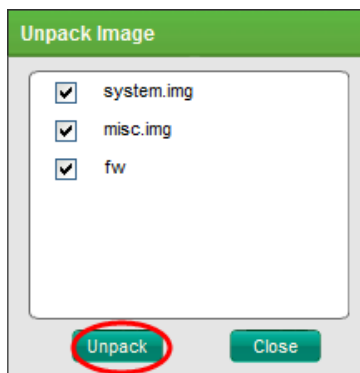 Unpack Image
system.img
misc.img
fw
Unpack Close